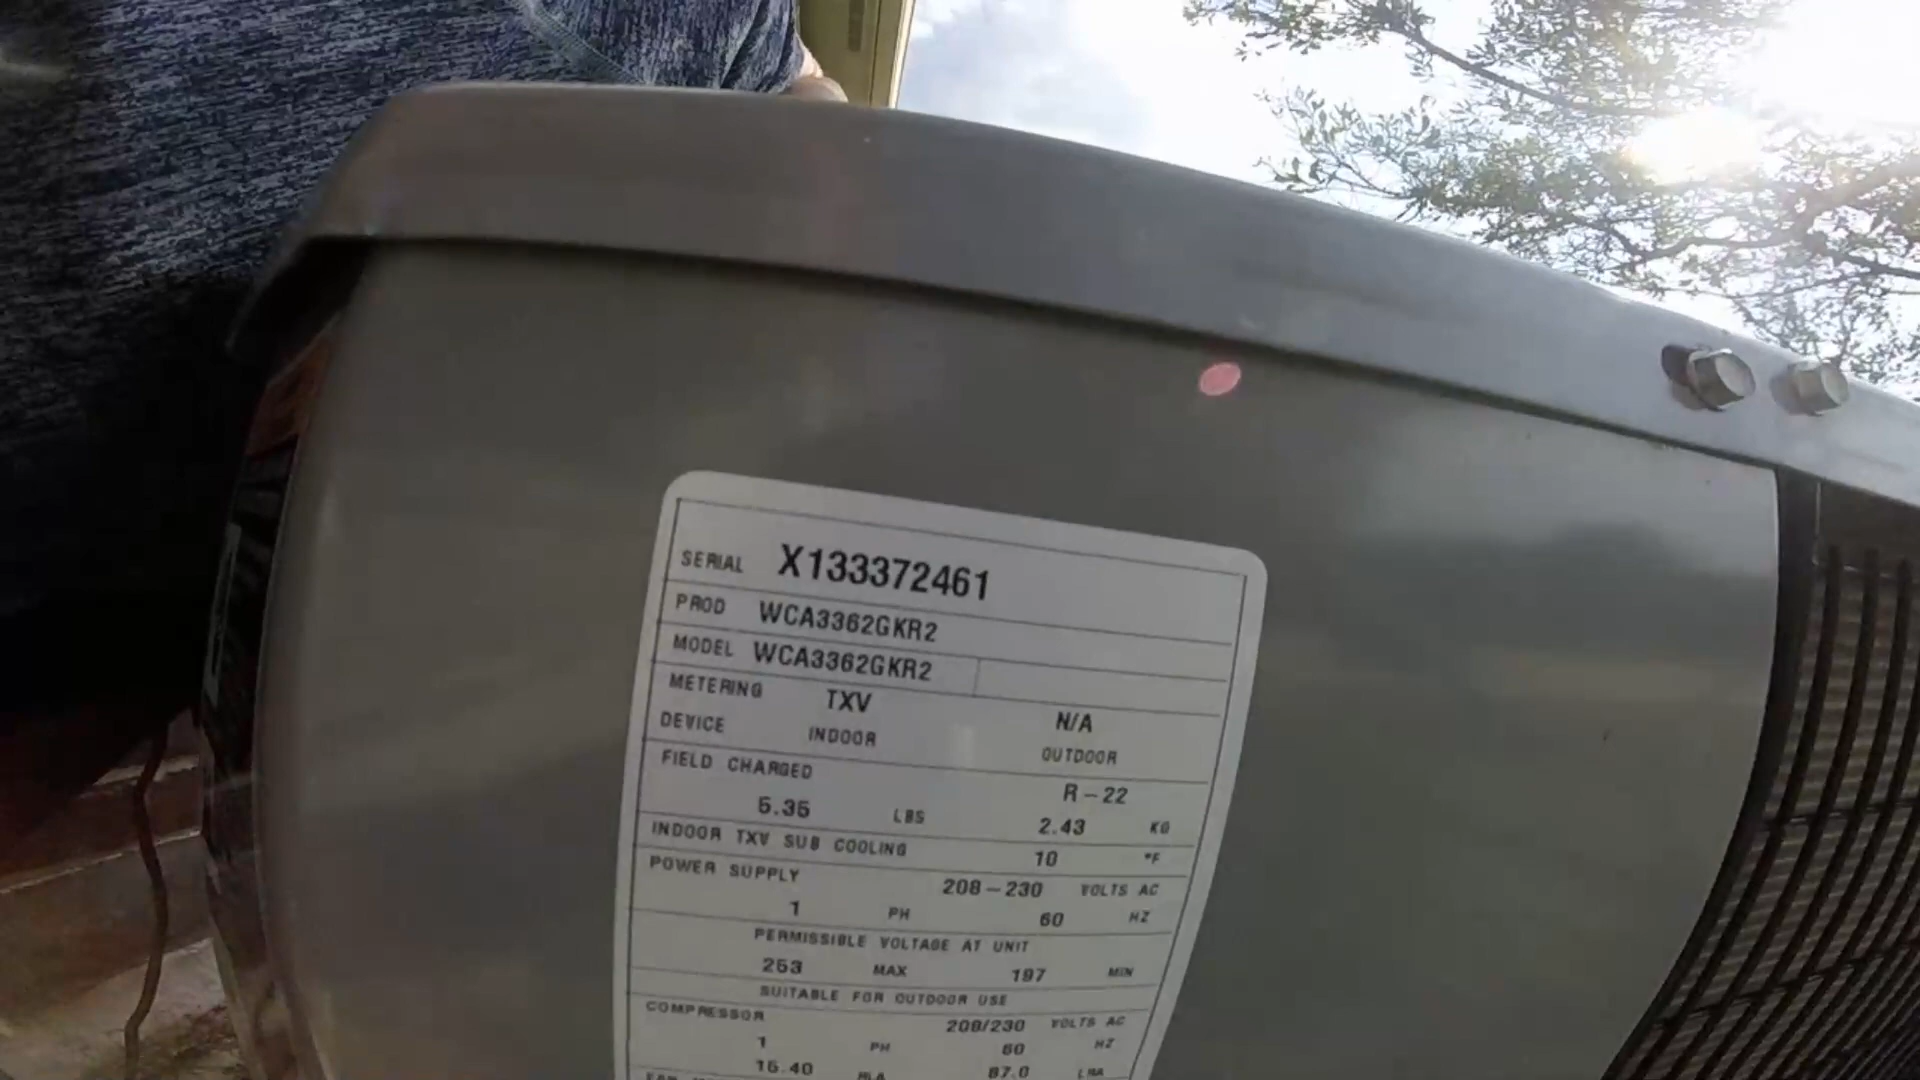 SERIAL X133372461
PROD WCA3362GKR2
MODEL WCA3362GKR2
METERING TXV N/A
DEVICE INDOOR OUTDOOR
FIELD CHARGED R-22
5.35 LBS 2.43 KG
INDOOR TXV SUB COOLING 10 °F
POWER SUPPLY 208-230 VOLTS AC
1 PH 60 HZ
PERMISSIBLE VOLTAGE AT UNIT
253 MAX 197 MIN
SUITABLE FOR OUTDOOR USE
COMPRESSOR 208/230 VOLTS AC
1 PH 60 HZ
15.40 RLA 87.0 LRA